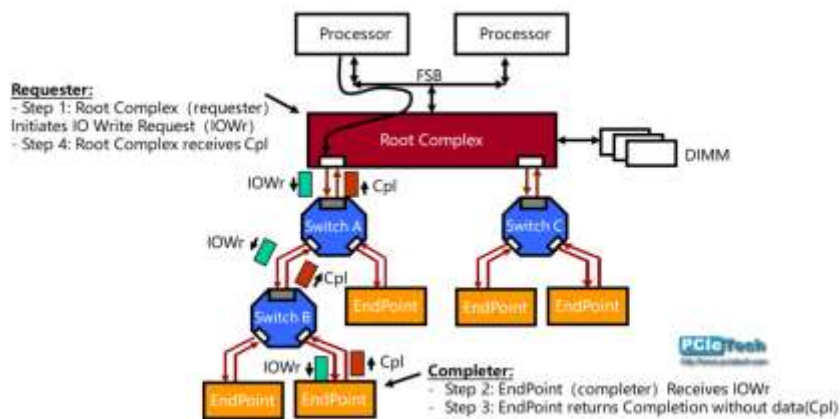 Processor
Processor
FSB
Requester:
- Step 1: Root Complex (requester)
Initiates IO Write Request (IOWr)
- Step 4: Root Complex receives Cpl
Root Complex
DIMM
IOWr
Cpl
Switch A
Switch C
IOWr
Cpl
EndPoint
EndPoint
EndPoint
Switch B
PCIe Tech
IOWr
Cpl
EndPoint
EndPoint
Completer:
- Step 2: EndPoint (completer) Receives IOWr
- Step 3: EndPoint returns Completion without data(Cpl)